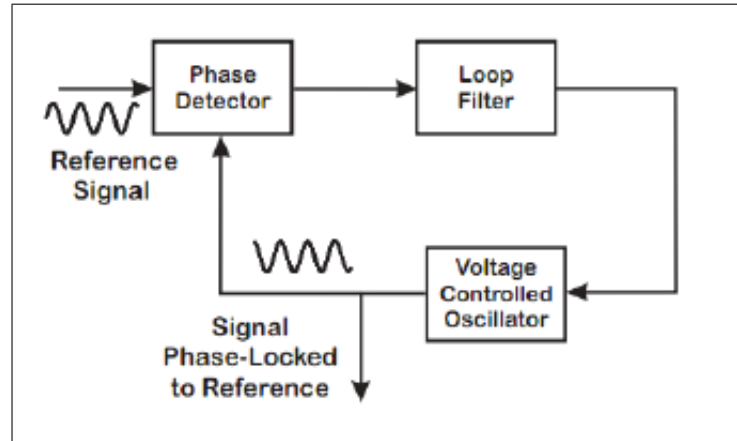 Phase
Detector
Loop
Filter
Reference
Signal
Voltage
Controlled
Oscillator
Signal
Phase-Locked
to Reference